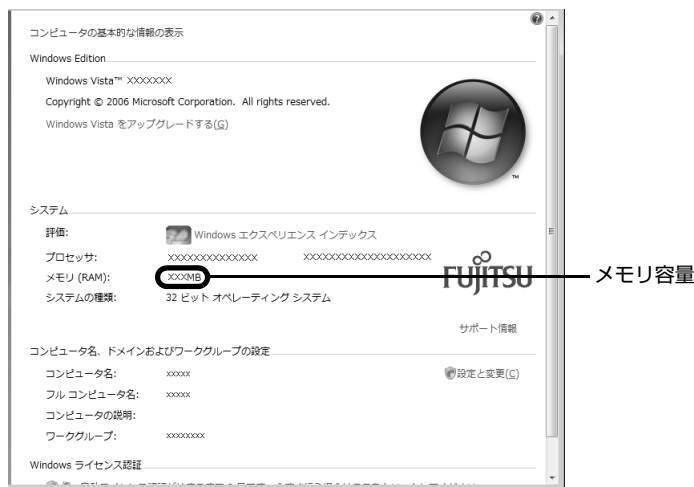 コンピュータの基本的な情報の表示
Windows Edition
Windows Vista™ XXXXXXX
Copyright © 2006 Microsoft Corporation. All rights reserved.
Windows Vista をアップグレードする(G)
TM
システム
評価: Windows エクスペリエンス インデックス
プロセッサ: XXXXXXXXXXXXXX XXXXXXXXXXXXXXXXXXXX
メモリ (RAM): XXXMB
メモリ容量
FUJITSU
システムの種類: 32 ビット オペレーティング システム
サポート情報
コンピュータ名、ドメインおよびワークグループの設定
コンピュータ名: xxxxx
設定と変更(C)
フル コンピュータ名: xxxxx
コンピュータの説明:
ワークグループ: xxxxxxxx
Windows ライセンス認証